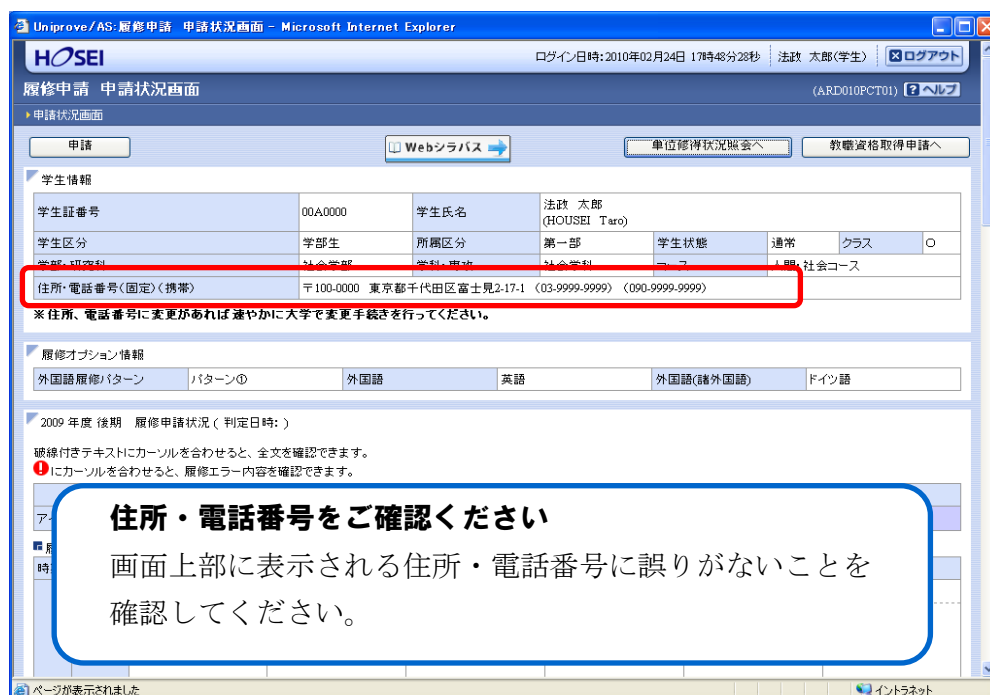 Uniprove/AS:履修申請 申請状況画面 - Microsoft Internet Explorer
HOSEI ログイン日時:2010年02月24日 17時48分28秒 法政 太郎(学生) ログアウト
履修申請 申請状況画面 (ARD010PCT01) ? ヘルプ
申請状況画面
申請 Webシラバス 単位修得状況照会へ 教職資格取得申請へ
学生情報
学生証番号 00A0000 学生氏名 法政 太郎
(HOUSEI Taro)
学生区分 学部生 所属区分 第一部 学生状態 通常 クラス O
学部・研究科 社会学部 学科・専攻 社会学科 コース 人間・社会コース
住所・電話番号(固定)(携帯) 〒100-0000 東京都千代田区富士見2-17-1 (03-9999-9999) (090-9999-9999)
※住所、電話番号に変更があれば速やかに大学で変更手続きを行ってください。
履修オプション情報
外国語履修パターン パターン① 外国語 英語 外国語(諸外国語) ドイツ語
2009 年度 後期 履修申請状況 ( 判定日時: )
破線付きテキストにカーソルを合わせると、全文を確認できます。
にカーソルを合わせると、履修エラー内容を確認できます。
住所・電話番号をご確認ください
画面上部に表示される住所・電話番号に誤りがないことを
確認してください。
ページが表示されました イントラネット